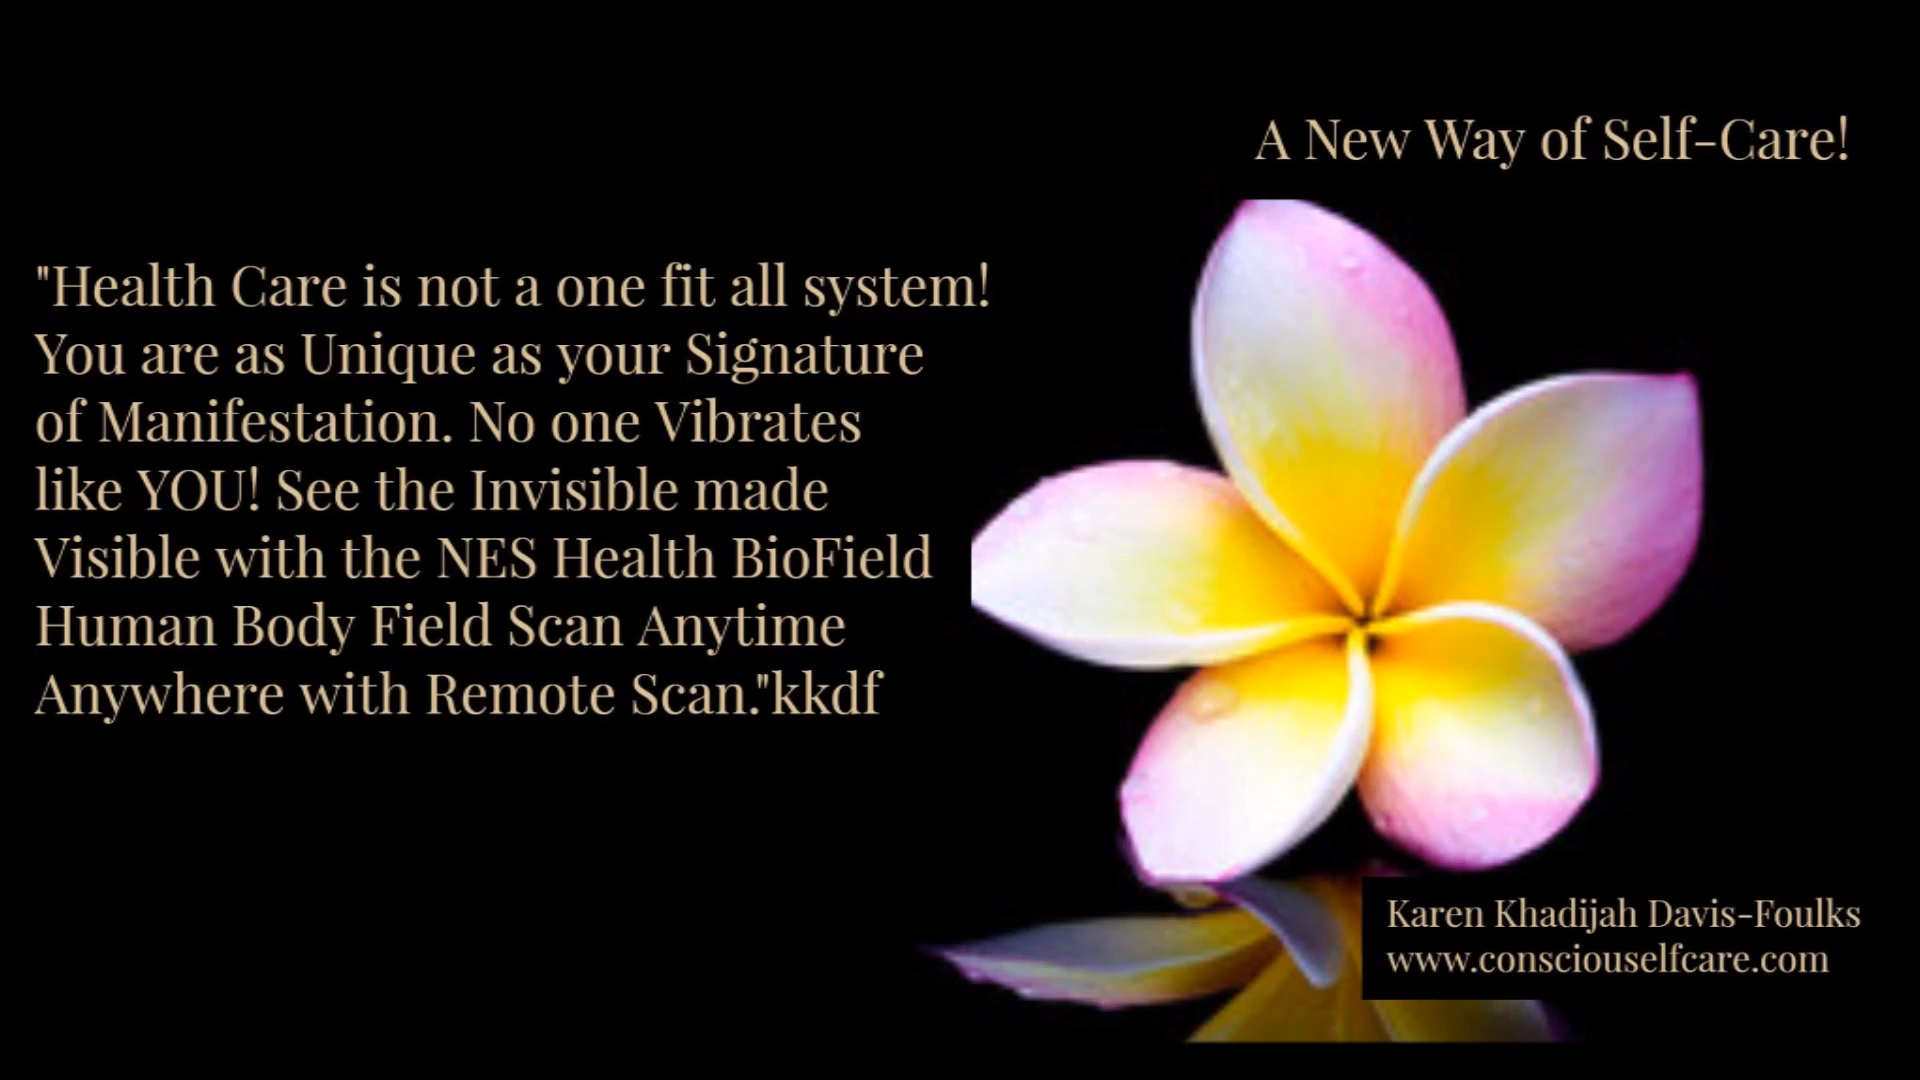 A New Way of Self-Care!
"Health Care is not a one fit all system!
You are as Unique as your Signature
of Manifestation. No one Vibrates
like YOU! See the Invisible made
Visible with the NES Health BioField
Human Body Field Scan Anytime
Anywhere with Remote Scan."kkdf
Karen Khadijah Davis-Foulks
www.consciouselfcare.com